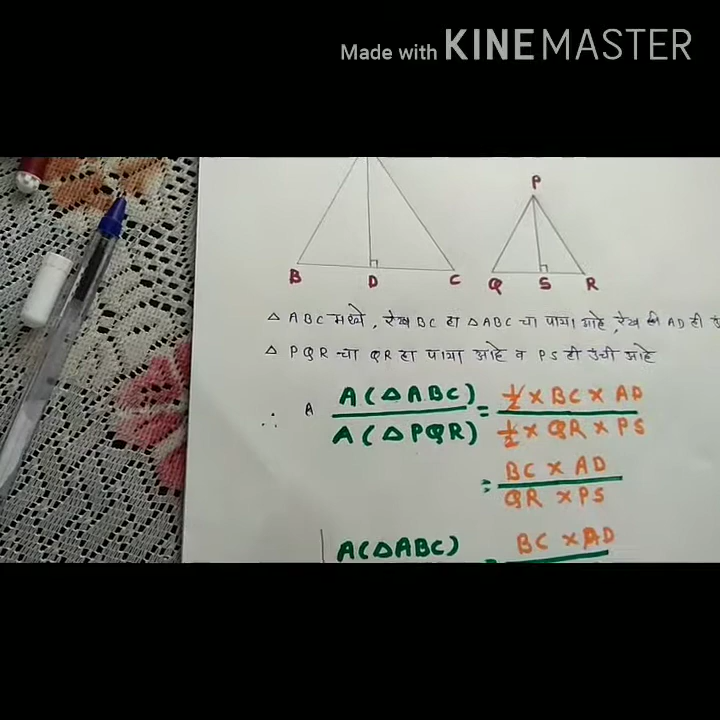 Made with KINEMASTER
P
B D C Q S R
△ ABC मध्ये, रेख BC हा △ABC चा पाया आहे, रेख AD ही
△ PQR चा QR हा पाया आहे व PS ही उंची आहे
∴ A A(△ABC) / A(△PQR) = ½ × BC × AD / ½ × QR × PS
= BC × AD / QR × PS
A(△ABC) = BC × AD